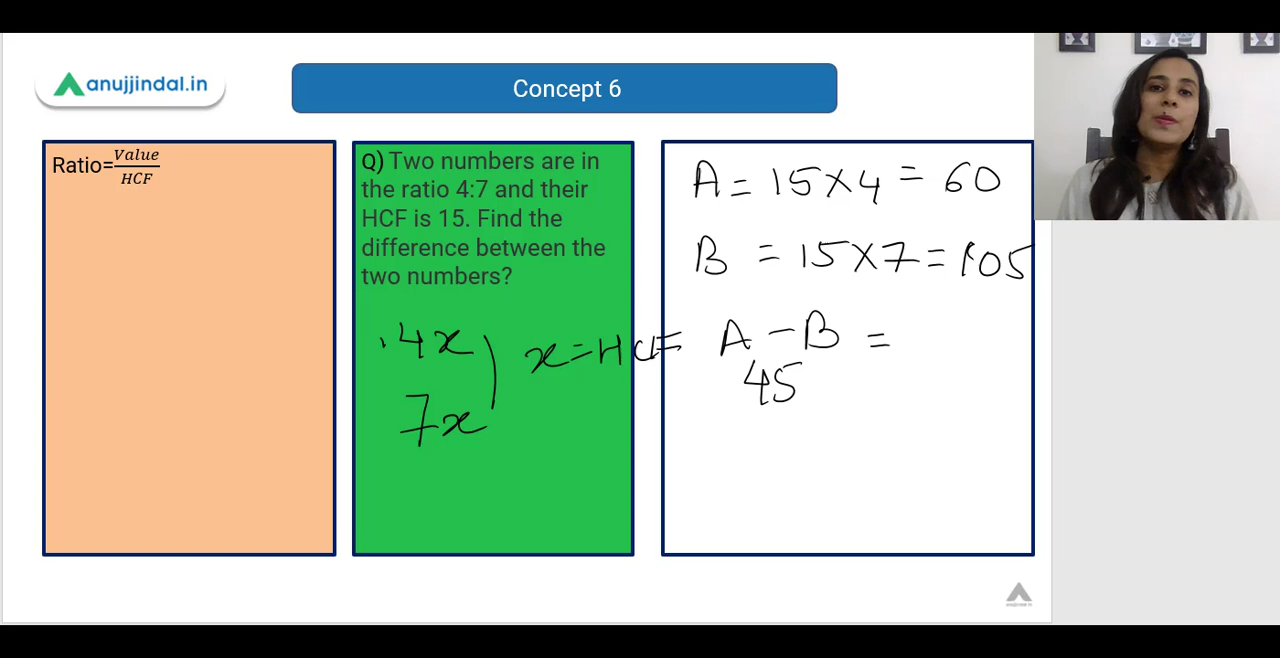 anujjindal.in
Concept 6
Ratio=Value/HCF
Q) Two numbers are in
the ratio 4:7 and their
HCF is 15. Find the
difference between the
two numbers?
4x
7x
x=HCF=
A = 15×4 = 60
B = 15×7 = 105
A - B =
45